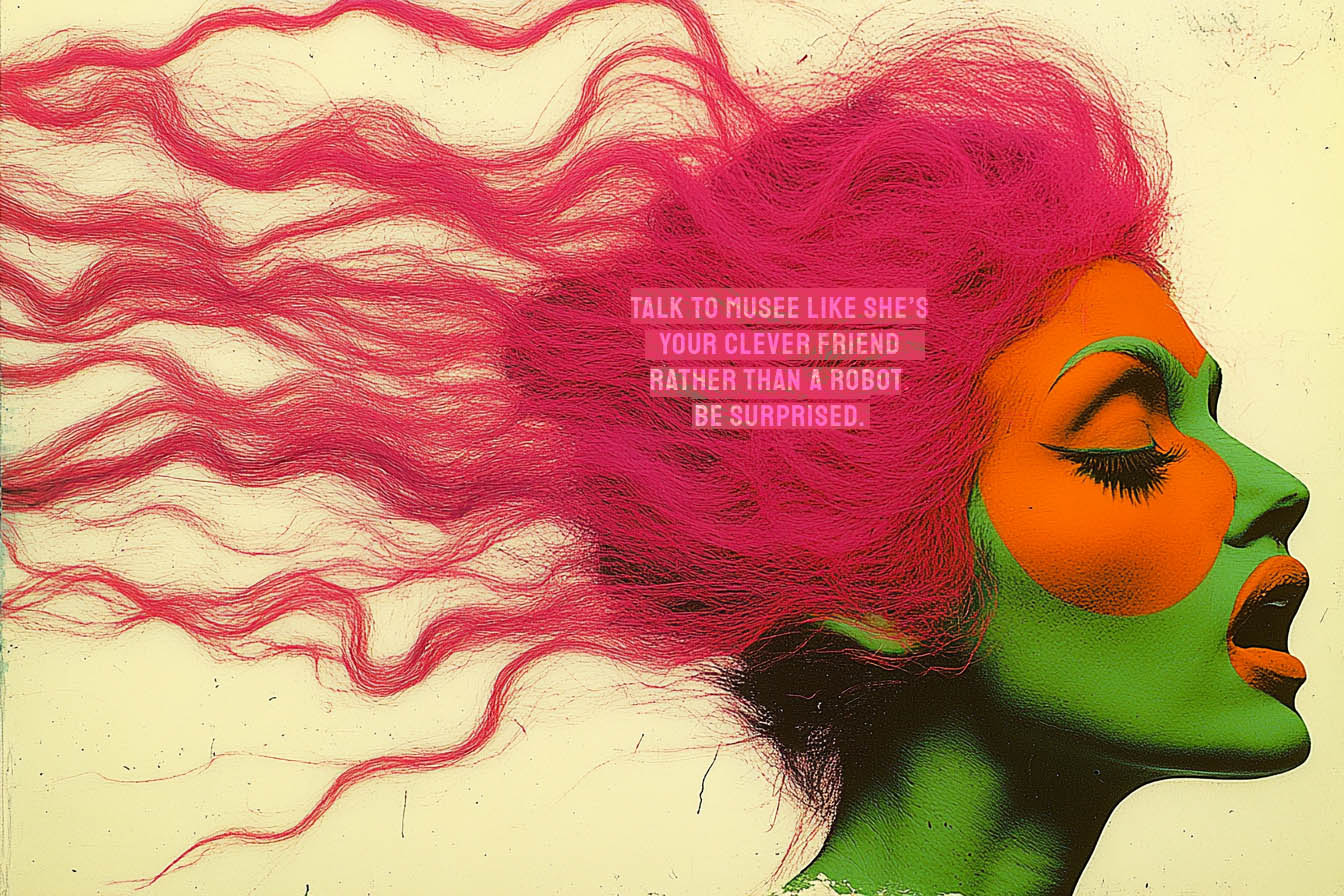 TALK TO MUSEE LIKE SHE'S
YOUR CLEVER FRIEND
RATHER THAN A ROBOT
BE SURPRISED.